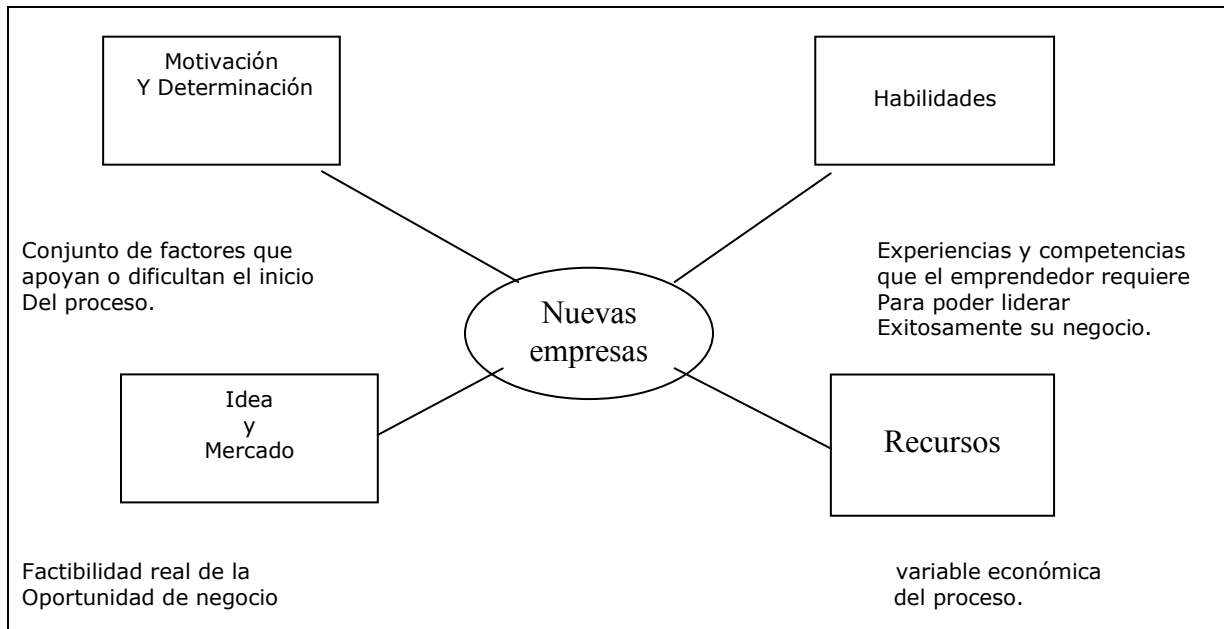 Motivación
Y Determinación
Habilidades
Conjunto de factores que
apoyan o dificultan el inicio
Del proceso.
Experiencias y competencias
que el emprendedor requiere
Para poder liderar
Exitosamente su negocio.
Nuevas
empresas
Idea
y
Mercado
Recursos
Factibilidad real de la
Oportunidad de negocio
variable económica
del proceso.